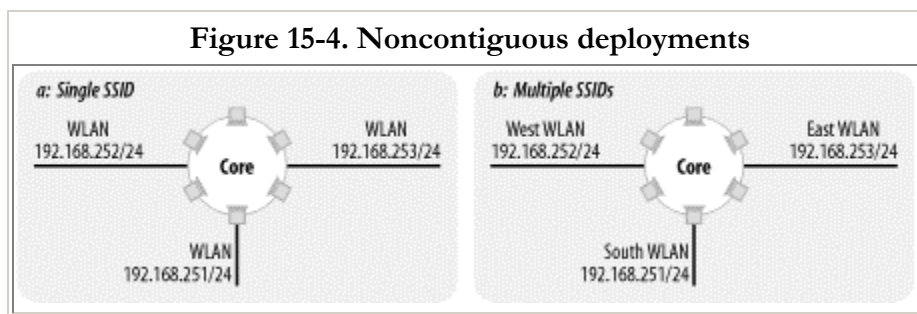 Figure 15-4. Noncontiguous deployments
a: Single SSID
WLAN
192.168.252/24
Core
WLAN
192.168.253/24
WLAN
192.168.251/24
b: Multiple SSIDs
West WLAN
192.168.252/24
Core
East WLAN
192.168.253/24
South WLAN
192.168.251/24